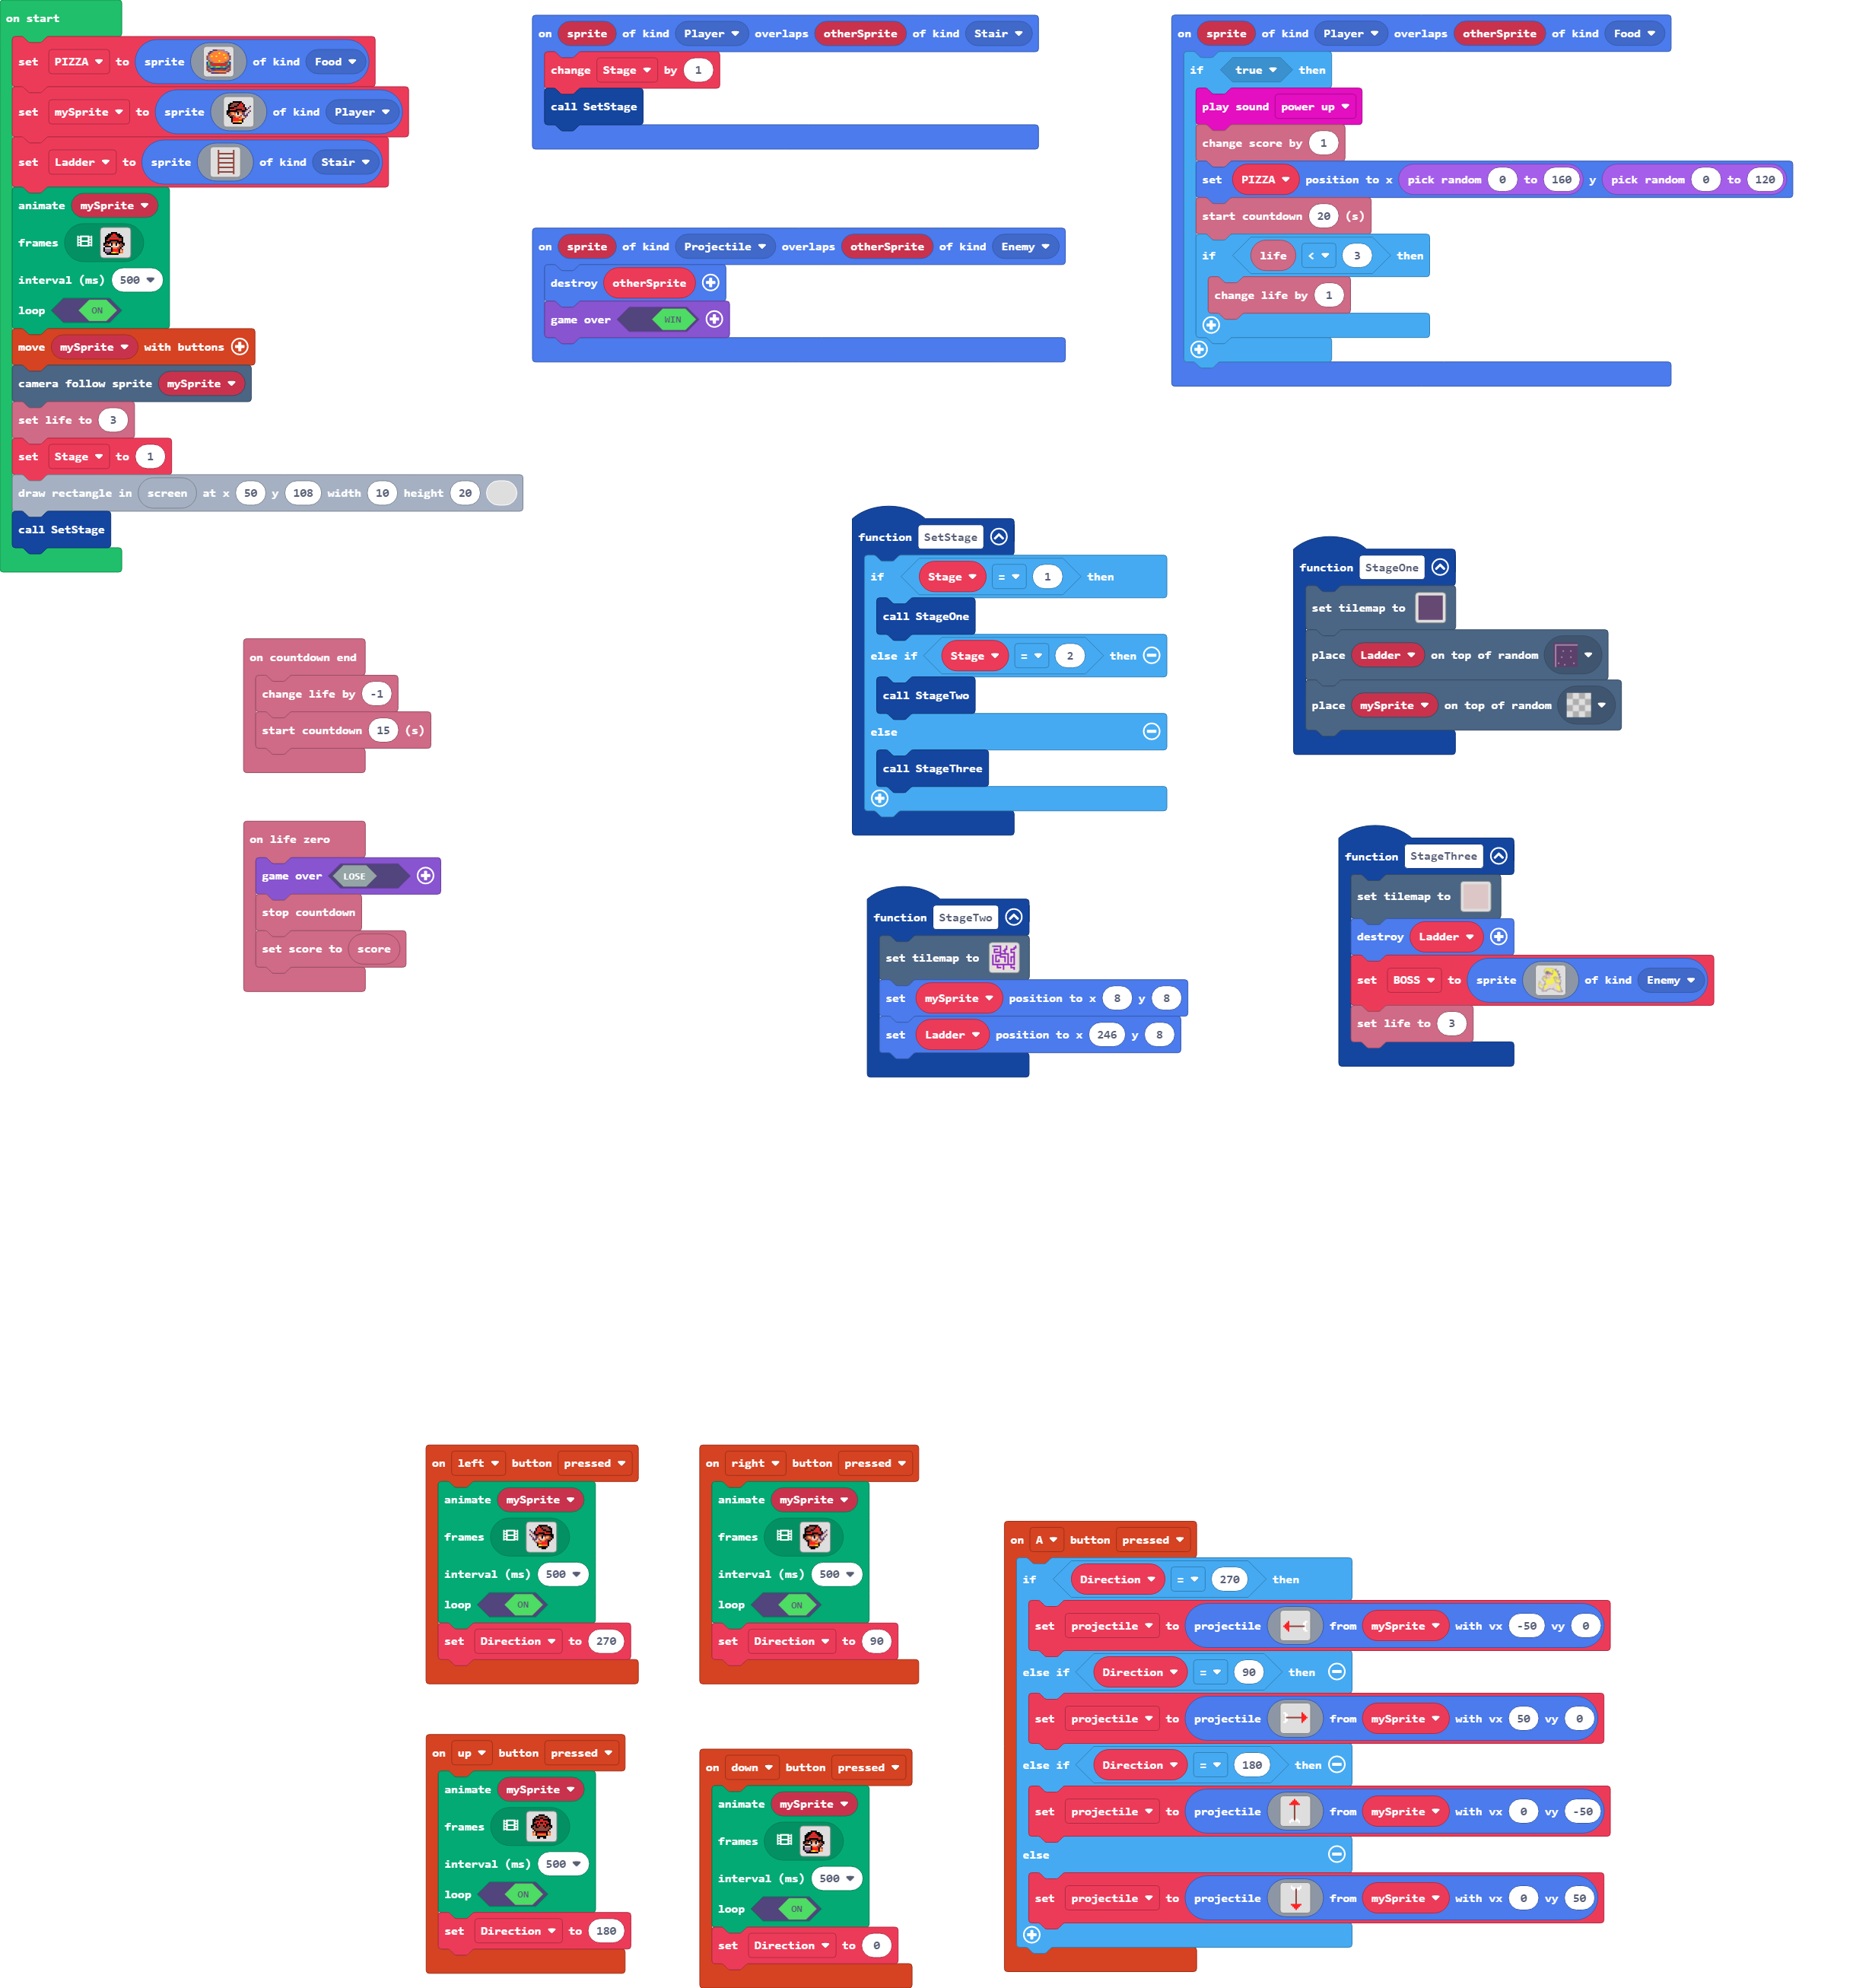 on start
set PIZZA to sprite of kind Food
set mySprite to sprite of kind Player
set Ladder to sprite of kind Stair
animate mySprite
frames
interval (ms) 500
loop ON
move mySprite with buttons
camera follow sprite mySprite
set life to 3
set Stage to 1
draw rectangle in screen at x 50 y 108 width 10 height 20
call SetStage
on sprite of kind Player overlaps otherSprite of kind Stair
change Stage by 1
call SetStage
on sprite of kind Projectile overlaps otherSprite of kind Enemy
destroy otherSprite
game over WIN
on sprite of kind Player overlaps otherSprite of kind Food
if true then
play sound power up
change score by 1
set PIZZA position to x pick random 0 to 160 y pick random 0 to 120
start countdown 20 (s)
if life < 3 then
change life by 1
on countdown end
change life by -1
start countdown 15 (s)
on life zero
game over LOSE
stop countdown
set score to score
function SetStage
if Stage = 1 then
call StageOne
else if Stage = 2 then
call StageTwo
else
call StageThree
function StageOne
set tilemap to
place Ladder on top of random
place mySprite on top of random
function StageTwo
set tilemap to
set mySprite position to x 8 y 8
set Ladder position to x 246 y 8
function StageThree
set tilemap to
destroy Ladder
set BOSS to sprite of kind Enemy
set life to 3
on left button pressed
animate mySprite
frames
interval (ms) 500
loop ON
set Direction to 270
on right button pressed
animate mySprite
frames
interval (ms) 500
loop ON
set Direction to 90
on up button pressed
animate mySprite
frames
interval (ms) 500
loop ON
set Direction to 180
on down button pressed
animate mySprite
frames
interval (ms) 500
loop ON
set Direction to 0
on A button pressed
if Direction = 270 then
set projectile to projectile from mySprite with vx -50 vy 0
else if Direction = 90 then
set projectile to projectile from mySprite with vx 50 vy 0
else if Direction = 180 then
set projectile to projectile from mySprite with vx 0 vy -50
else
set projectile to projectile from mySprite with vx 0 vy 50